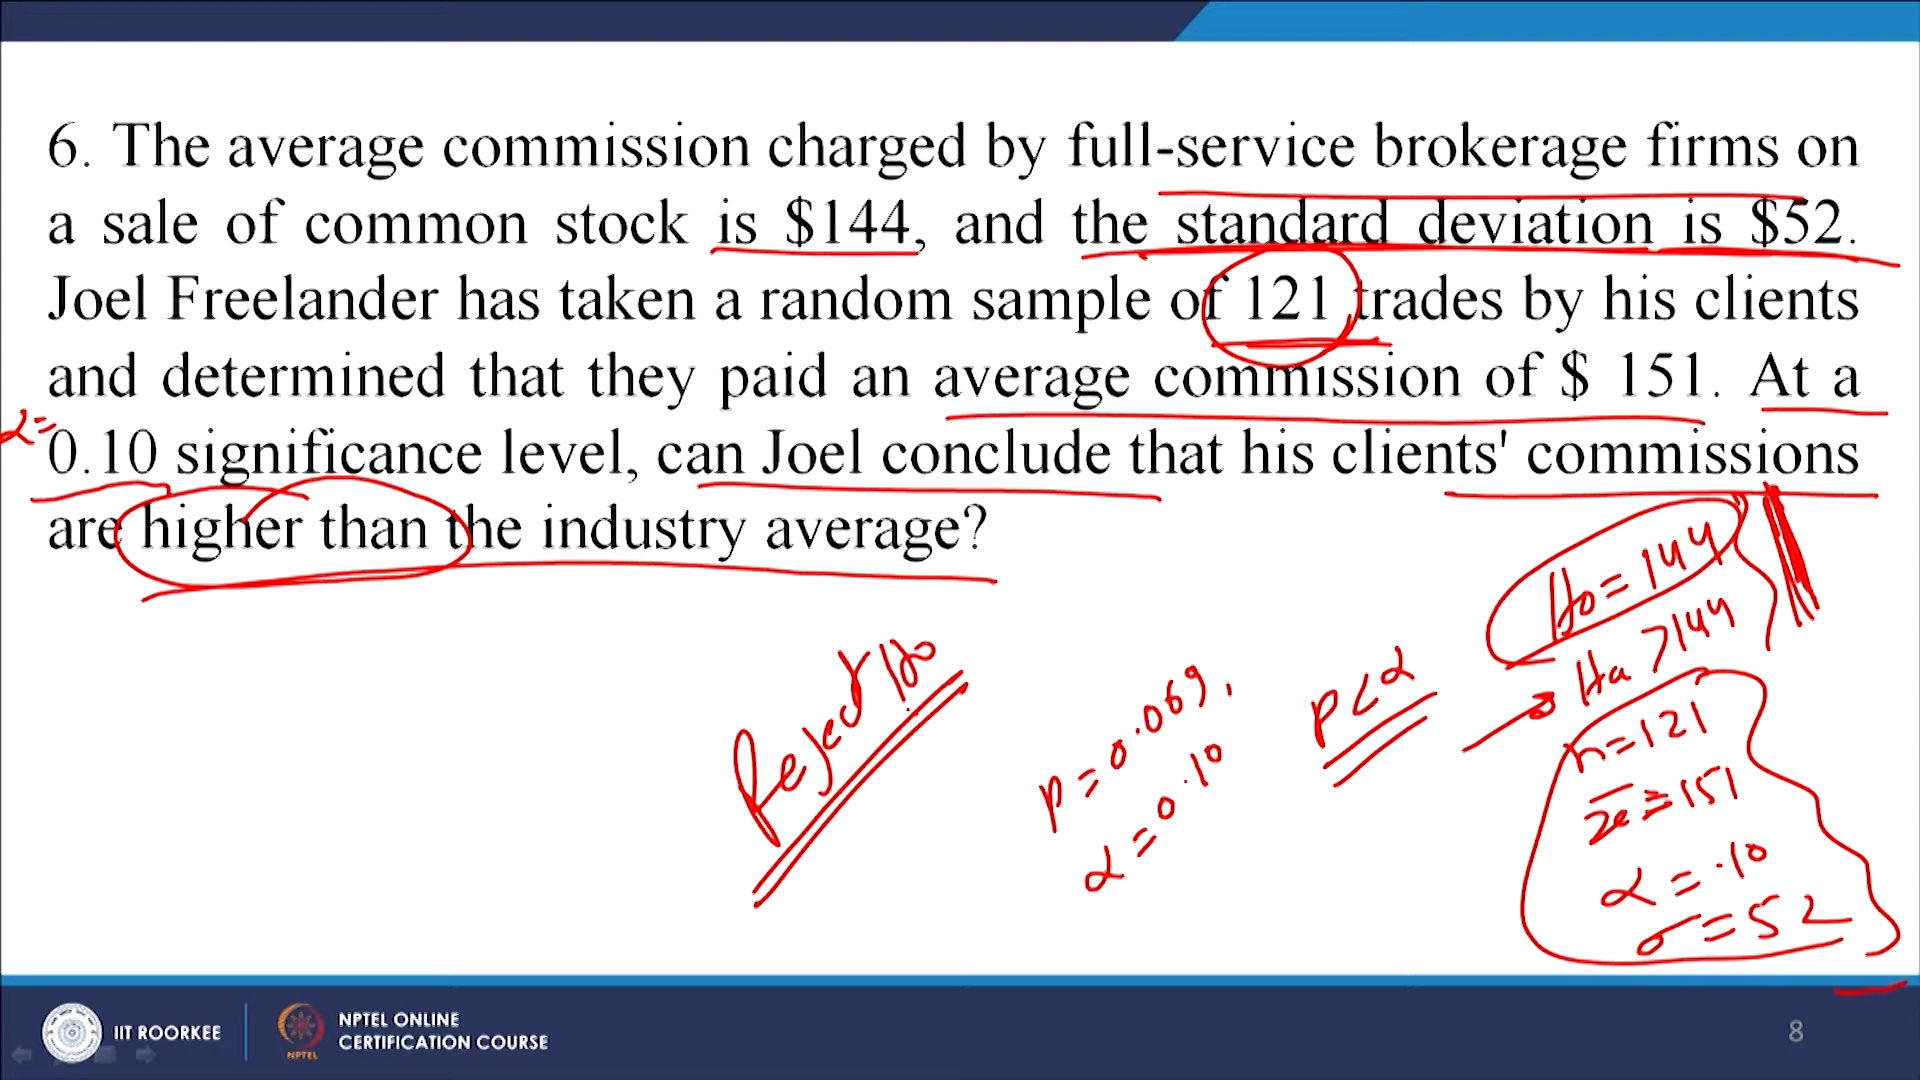 6. The average commission charged by full-service brokerage firms on
a sale of common stock is $144, and the standard deviation is $52.
Joel Freelander has taken a random sample of 121 trades by his clients
and determined that they paid an average commission of $ 151. At a
α=
0.10 significance level, can Joel conclude that his clients' commissions
are higher than the industry average?
Ho = 144
Ha > 144
n = 121
x̄ = 151
α = .10
σ = 52
P < α
P = 0.069,
α = 0.10
Reject Ho
IIT ROORKEE
NPTEL
NPTEL ONLINE
CERTIFICATION COURSE
8